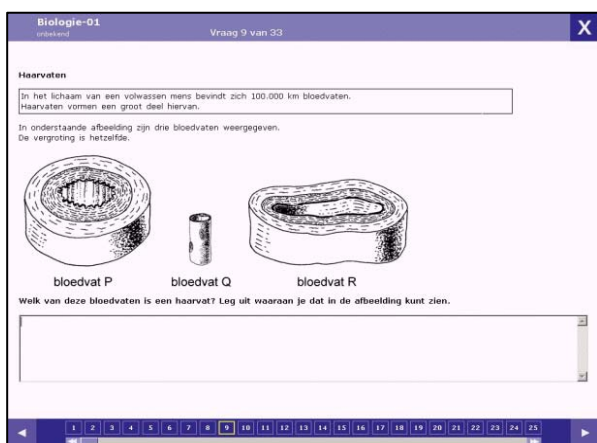 Biologie-01
onbekend
Vraag 9 van 33
X
Haarvaten
In het lichaam van een volwassen mens bevindt zich 100.000 km bloedvaten.
Haarvaten vormen een groot deel hiervan.
In onderstaande afbeelding zijn drie bloedvaten weergegeven.
De vergroting is hetzelfde.
bloedvat P bloedvat Q bloedvat R
Welk van deze bloedvaten is een haarvat? Leg uit waaraan je dat in de afbeelding kunt zien.
1 2 3 4 5 6 7 8 9 10 11 12 13 14 15 16 17 18 19 20 21 22 23 24 25